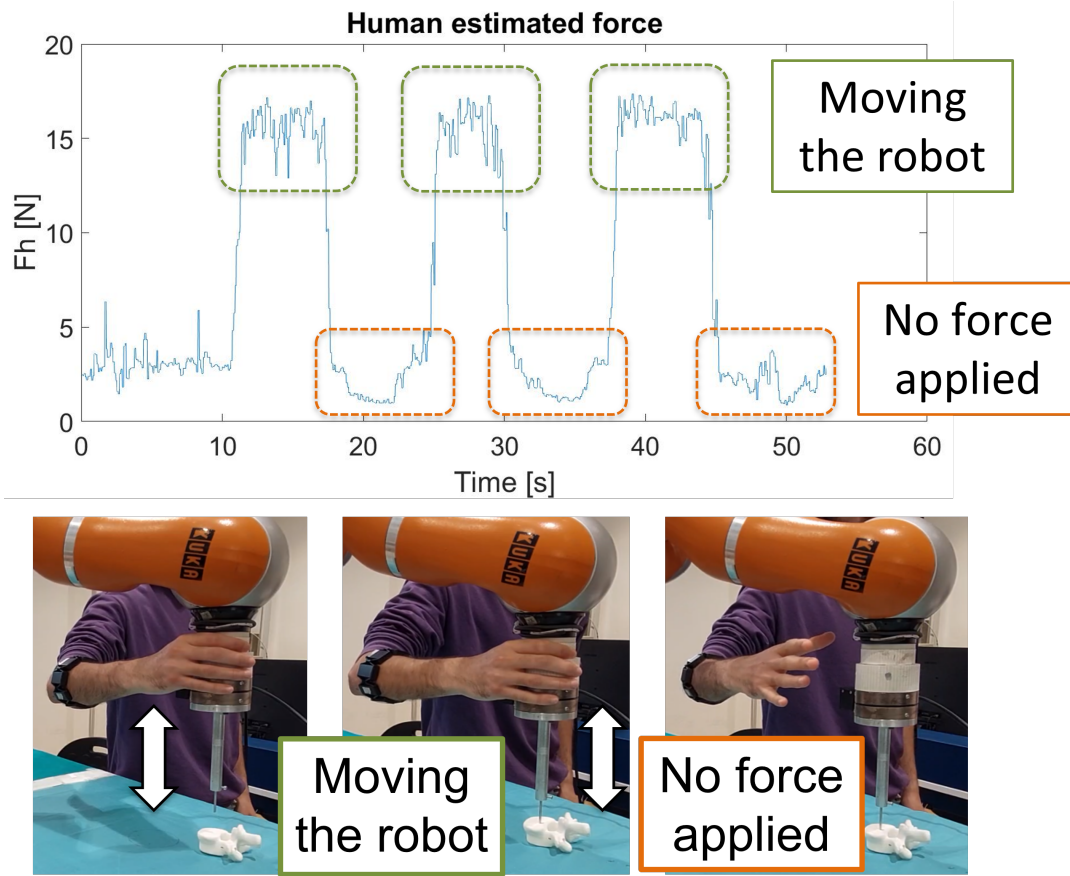 Human estimated force
20
15
10
5
0
Fh [N]
0 10 20 30 40 50 60
Time [s]
Moving
the robot
No force
applied
KUKA
KUKA
KUKA
Moving
the robot
No force
applied